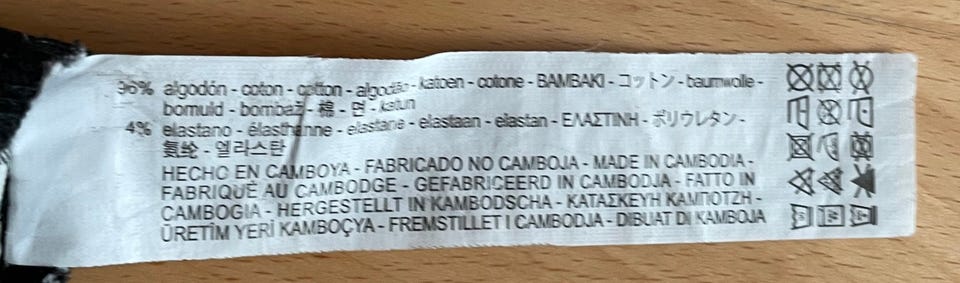 96% algodón - coton - cotton - algodão - katoen - cotone - BAMBAKI - コットン - baumwolle -
bomuld - bombaž - 棉 - 면 - katun
4% elastano - élasthanne - elastane - elastaan - elastan - ΕΛΑΣΤΙΝΗ - ポリウレタン -
氨纶 - 엘라스탄
HECHO EN CAMBOYA - FABRICADO NO CAMBOJA - MADE IN CAMBODIA -
FABRIQUÉ AU CAMBODGE - GEFABRICEERD IN CAMBODJA - FATTO IN
CAMBOGIA - HERGESTELLT IN KAMBODSCHA - ΚΑΤΑΣΚΕΥΗ ΚΑΜΠΟΤΖΗ -
ÜRETİM YERİ KAMBOÇYA - FREMSTILLET I CAMBODJA - DIBUAT DI KAMBOJA